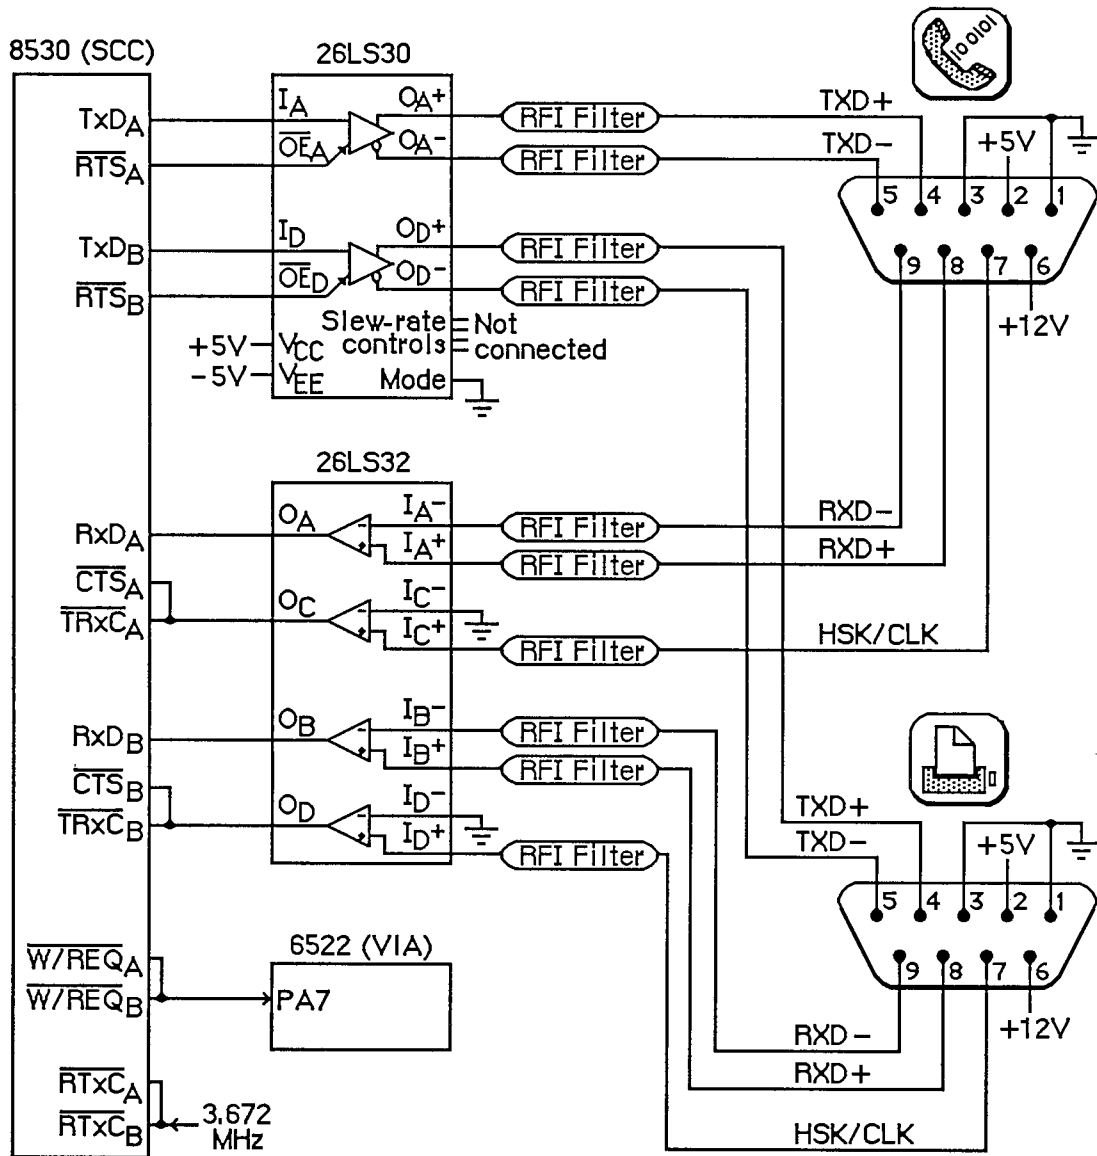 8530 (SCC)
26LS30
100101
TxDA
IA
OA+
RFI Filter
TXD+
RTSA
OEA
OA-
RFI Filter
TXD-
+5V
5 4 3 2 1
TxDB
ID
OD+
RFI Filter
RTSB
OED
OD-
RFI Filter
9 8 7 6
+12V
Slew-rate
controls
Not
connected
+5V
VCC
-5V
VEE
Mode
26LS32
RxDA
OA
IA-
RFI Filter
RXD-
IA+
RFI Filter
RXD+
CTSA
TRxCA
OC
IC-
IC+
RFI Filter
HSK/CLK
RxDB
OB
IB-
RFI Filter
IB+
RFI Filter
CTSB
TRxCB
OD
ID-
ID+
RFI Filter
TXD+
TXD-
+5V
5 4 3 2 1
9 8 7 6
+12V
W/REQA
W/REQB
6522 (VIA)
PA7
RXD-
RXD+
RTxCA
RTxCB
3.672
MHz
HSK/CLK